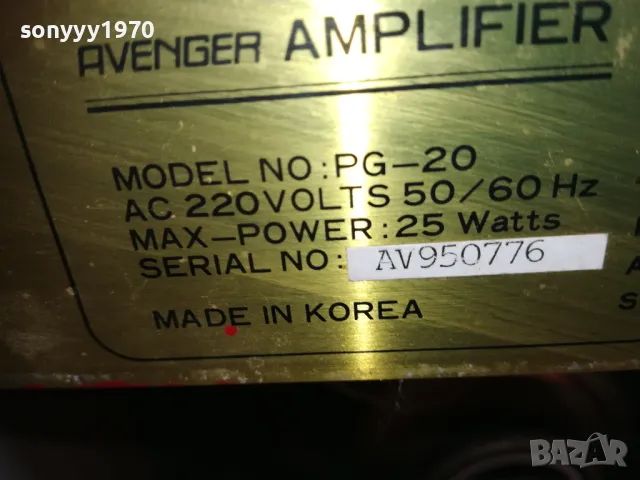 sonyyy1970
AVENGER AMPLIFIER
MODEL NO: PG-20
AC 220VOLTS 50/60 Hz
MAX-POWER: 25 Watts
SERIAL NO: AV950776
MADE IN KOREA
BAZAR